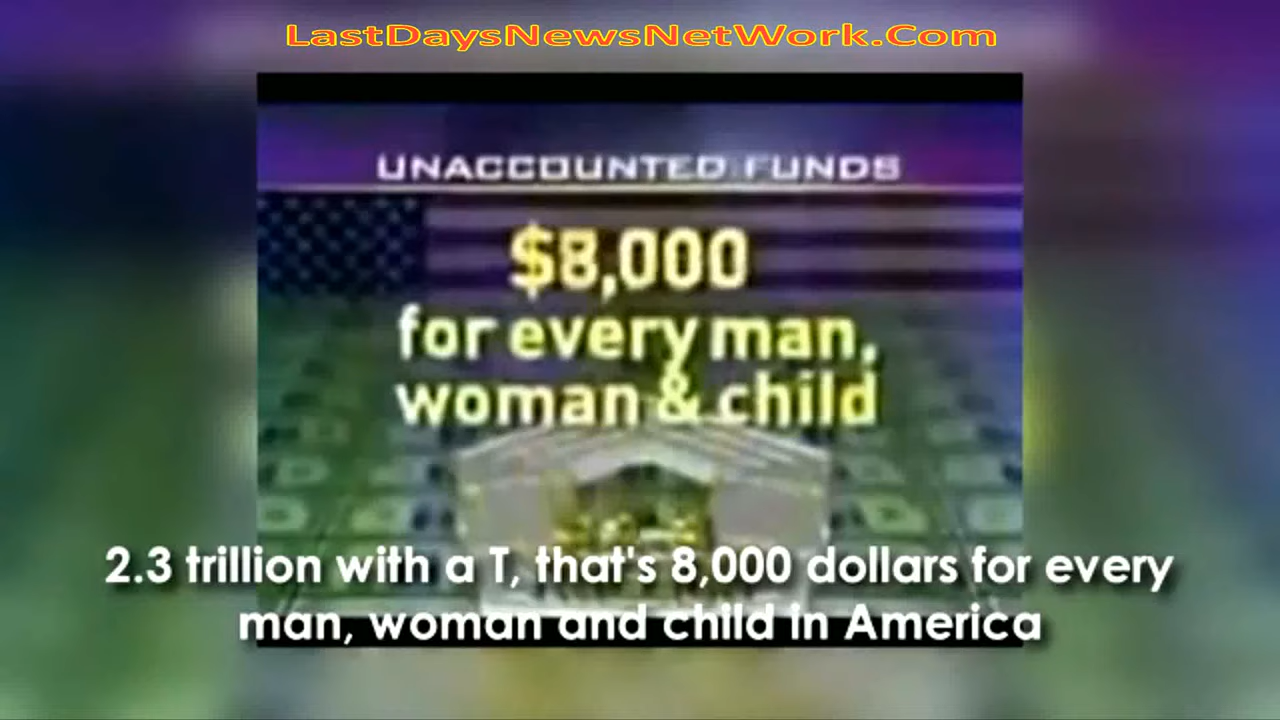 LastDaysNewsNetWork.Com
UNACCOUNTED FUNDS
$8,000
for every man,
woman & child
2.3 trillion with a T, that's 8,000 dollars for every
man, woman and child in America